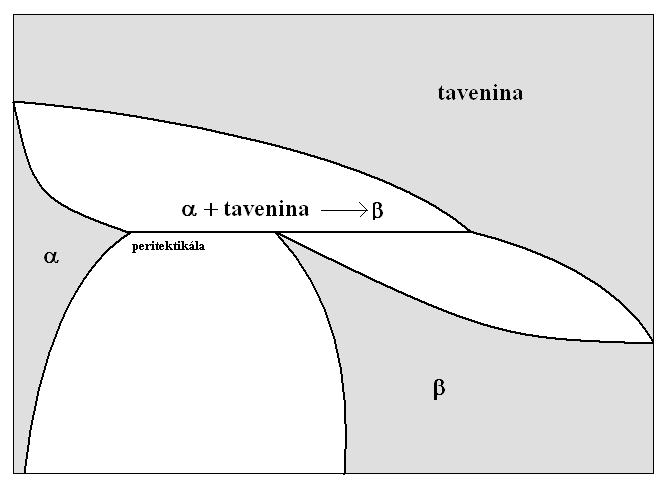 tavenina
α + tavenina ⟶ β
peritektikála
α
β